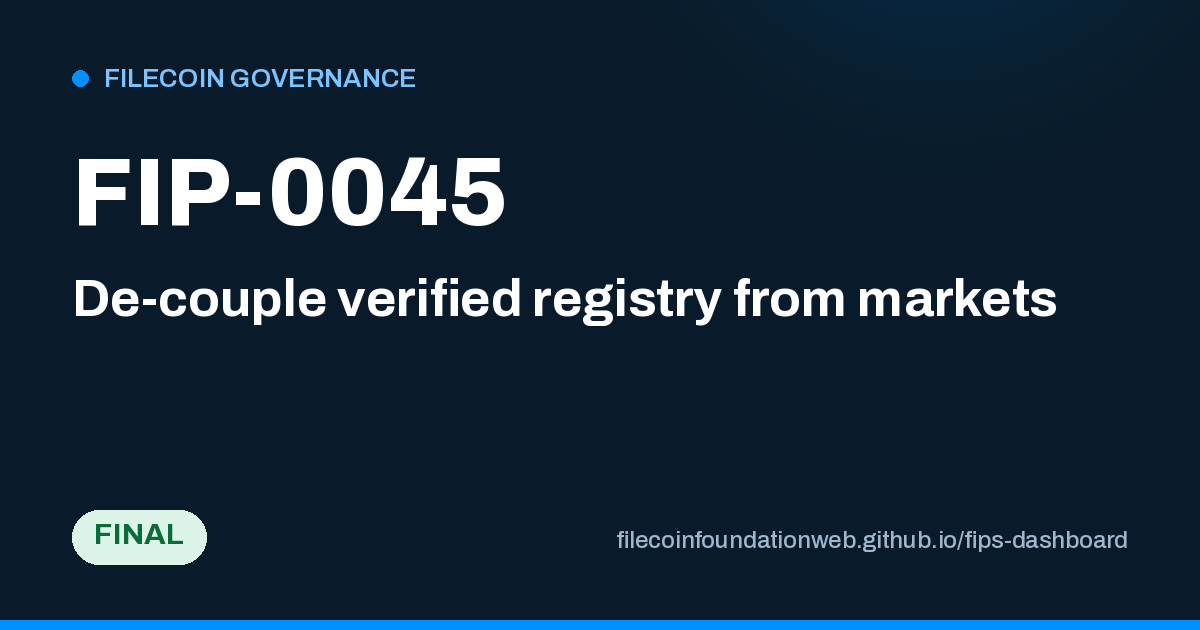 FILECOIN GOVERNANCE
FIP-0045
De-couple verified registry from markets
FINAL
filecoinfoundationweb.github.io/fips-dashboard